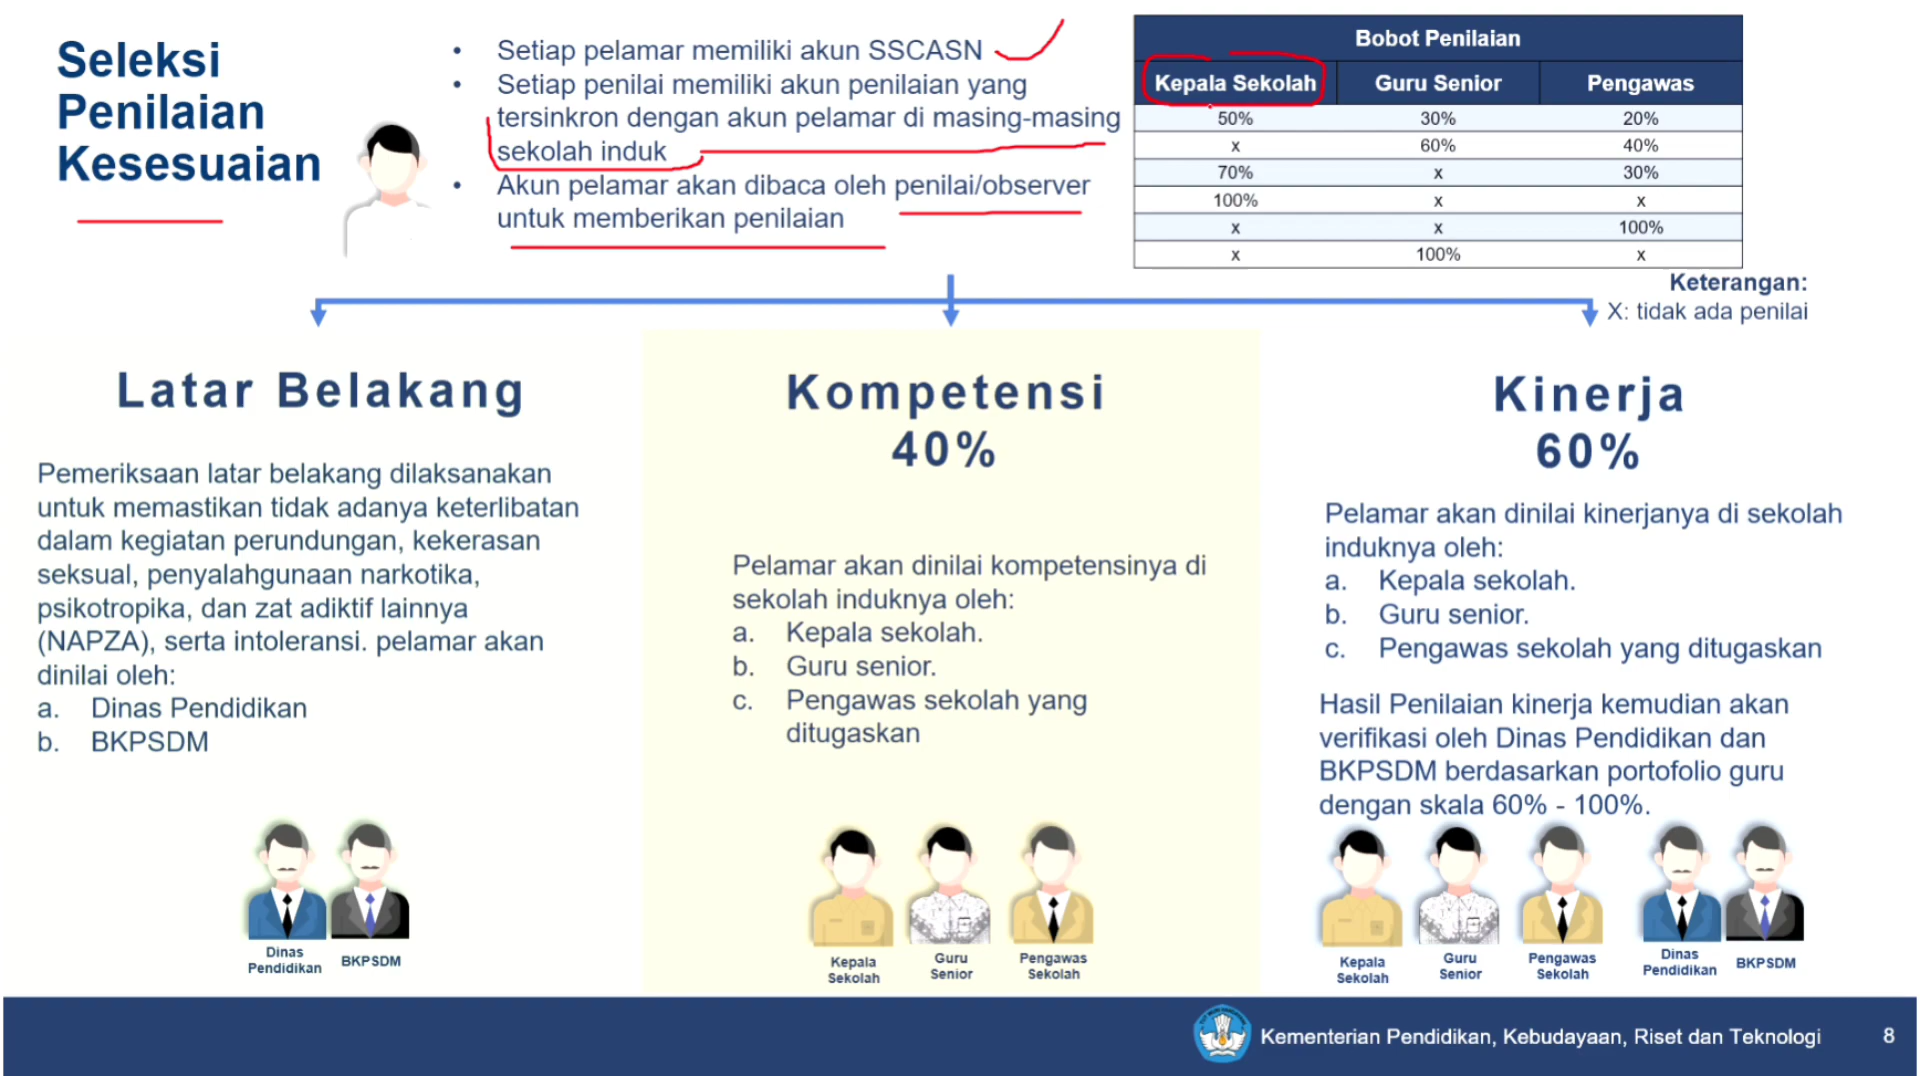 Seleksi
Penilaian
Kesesuaian
• Setiap pelamar memiliki akun SSCASN
• Setiap penilai memiliki akun penilaian yang
tersinkron dengan akun pelamar di masing-masing
sekolah induk
• Akun pelamar akan dibaca oleh penilai/observer
untuk memberikan penilaian
Bobot Penilaian
Kepala Sekolah Guru Senior Pengawas
50% 30% 20%
x 60% 40%
70% x 30%
100% x x
x x 100%
x 100% x
Keterangan:
X: tidak ada penilai
Latar Belakang
Pemeriksaan latar belakang dilaksanakan
untuk memastikan tidak adanya keterlibatan
dalam kegiatan perundungan, kekerasan
seksual, penyalahgunaan narkotika,
psikotropika, dan zat adiktif lainnya
(NAPZA), serta intoleransi. pelamar akan
dinilai oleh:
a. Dinas Pendidikan
b. BKPSDM
Dinas
Pendidikan
BKPSDM
Kompetensi
40%
Pelamar akan dinilai kompetensinya di
sekolah induknya oleh:
a. Kepala sekolah.
b. Guru senior.
c. Pengawas sekolah yang
ditugaskan
Kepala
Sekolah
Guru
Senior
Pengawas
Sekolah
Kinerja
60%
Pelamar akan dinilai kinerjanya di sekolah
induknya oleh:
a. Kepala sekolah.
b. Guru senior.
c. Pengawas sekolah yang ditugaskan
Hasil Penilaian kinerja kemudian akan
verifikasi oleh Dinas Pendidikan dan
BKPSDM berdasarkan portofolio guru
dengan skala 60% - 100%.
Kepala
Sekolah
Guru
Senior
Pengawas
Sekolah
Dinas
Pendidikan
BKPSDM
Kementerian Pendidikan, Kebudayaan, Riset dan Teknologi
8